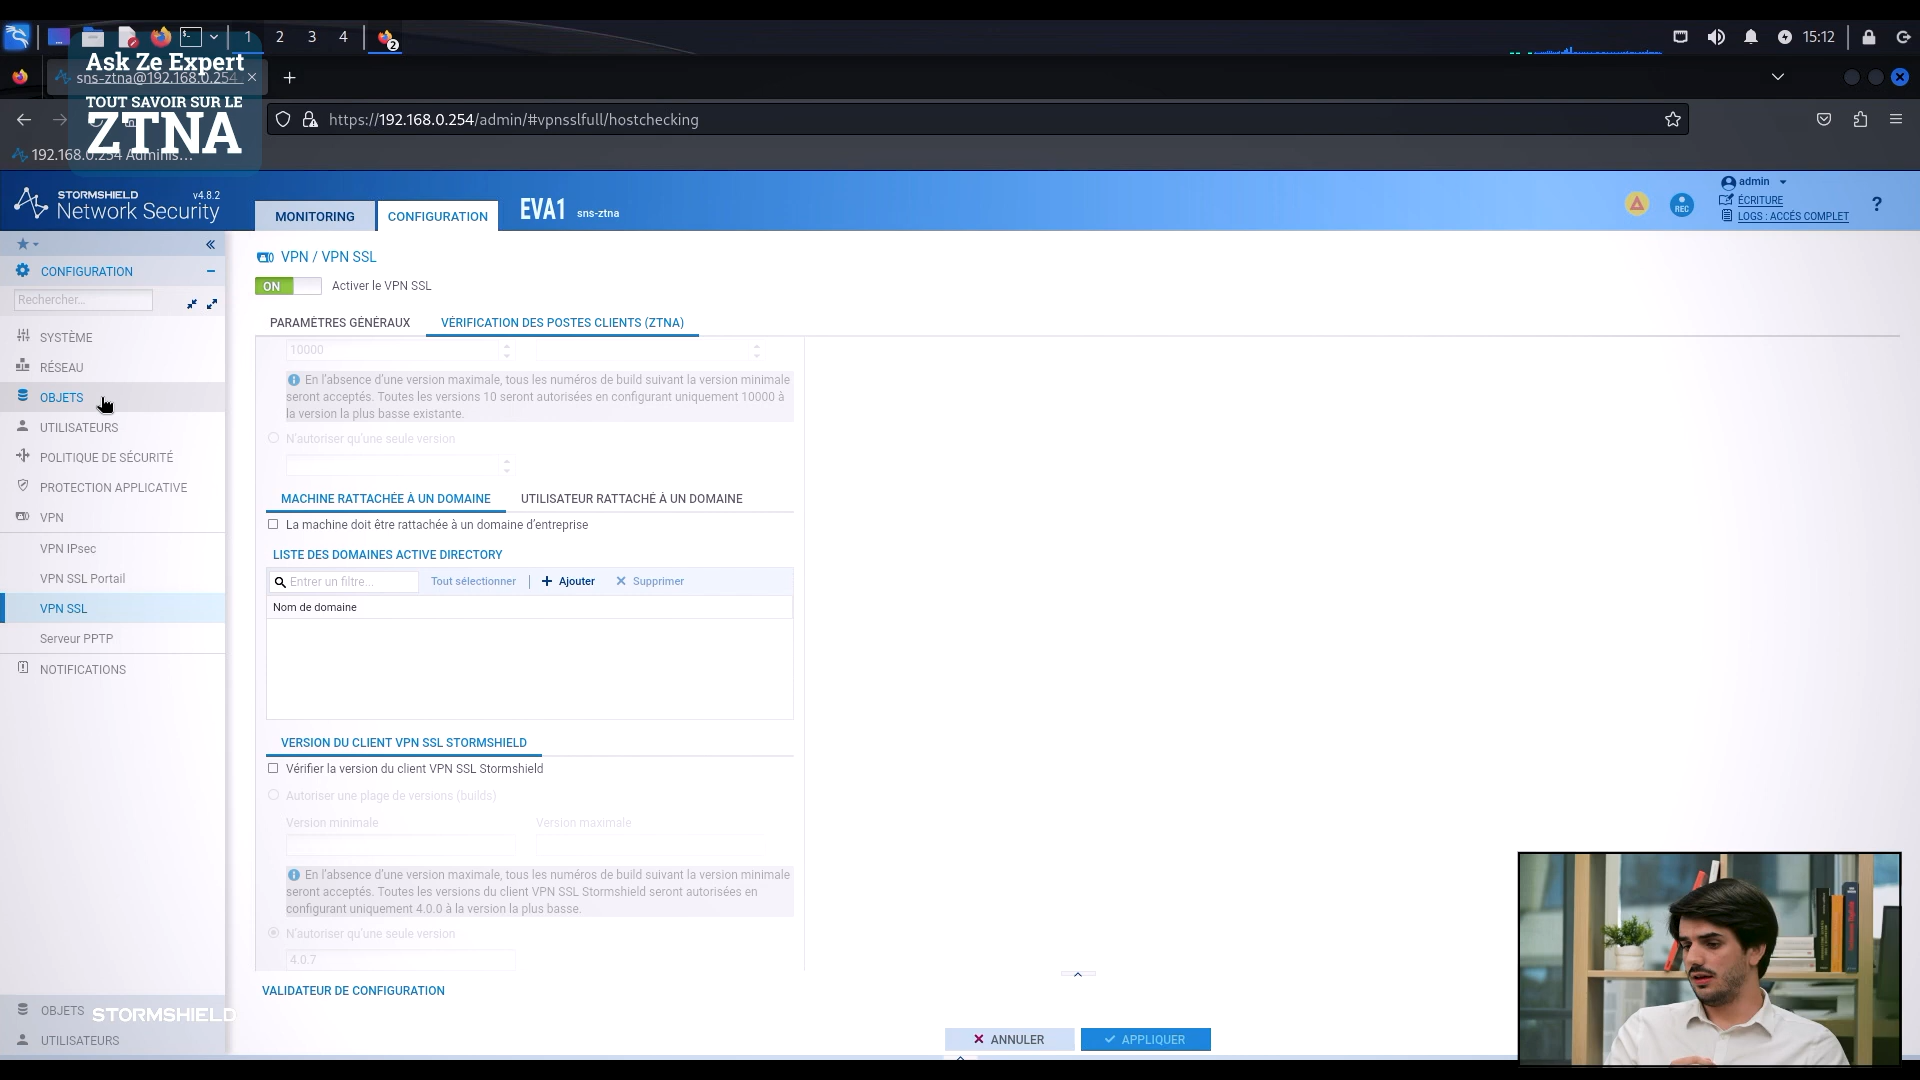 1 2 3 4
2
15:12
Ask Ze Expert
sns-ztna@192.168.0.254
TOUT SAVOIR SUR LE
ZTNA
https://192.168.0.254/admin/#vpnsslfull/hostchecking
192.168.0.254 Adminis...
STORMSHIELD v4.8.2
Network Security
MONITORING CONFIGURATION EVA1 sns-ztna
REC
admin
ÉCRITURE
LOGS : ACCÈS COMPLET
?
CONFIGURATION
Rechercher...
SYSTÈME
RÉSEAU
OBJETS
UTILISATEURS
POLITIQUE DE SÉCURITÉ
PROTECTION APPLICATIVE
VPN
VPN IPsec
VPN SSL Portail
VPN SSL
Serveur PPTP
NOTIFICATIONS
OBJETS
UTILISATEURS
STORMSHIELD
VPN / VPN SSL
ON Activer le VPN SSL
PARAMÈTRES GÉNÉRAUX VÉRIFICATION DES POSTES CLIENTS (ZTNA)
10000
En l'absence d'une version maximale, tous les numéros de build suivant la version minimale
seront acceptés. Toutes les versions 10 seront autorisées en configurant uniquement 10000 à
la version la plus basse existante.
N'autoriser qu'une seule version
MACHINE RATTACHÉE À UN DOMAINE UTILISATEUR RATTACHÉ À UN DOMAINE
La machine doit être rattachée à un domaine d'entreprise
LISTE DES DOMAINES ACTIVE DIRECTORY
Entrer un filtre... Tout sélectionner Ajouter Supprimer
Nom de domaine
VERSION DU CLIENT VPN SSL STORMSHIELD
Vérifier la version du client VPN SSL Stormshield
Autoriser une plage de versions (builds)
Version minimale Version maximale
En l'absence d'une version maximale, tous les numéros de build suivant la version minimale
seront acceptés. Toutes les versions du client VPN SSL Stormshield seront autorisées en
configurant uniquement 4.0.0 à la version la plus basse.
N'autoriser qu'une seule version
4.0.7
VALIDATEUR DE CONFIGURATION
ANNULER APPLIQUER